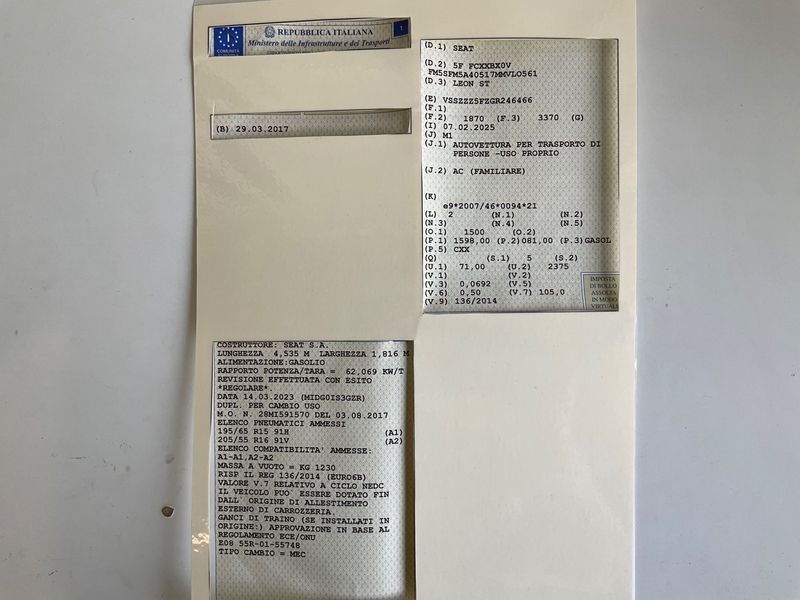 REPUBBLICA ITALIANA
1
COMUNITÀ
Ministero delle Infrastrutture e dei Trasporti
(B) 29.03.2017
(D.1) SEAT
(D.2) 5F FCXXBX0V
FM5SFM5A40517MMVLO561
(D.3) LEON ST
(E) VSSZZZ5FZGR246466
(F.1)
(F.2) 1870 (F.3) 3370 (G)
(I) 07.02.2025
(J) M1
(J.1) AUTOVETTURA PER TRASPORTO DI
PERSONE -USO PROPRIO
(J.2) AC (FAMILIARE)
(K)
e9*2007/46*0094*21
(L) 2 (N.1) (N.2)
(N.3) (N.4) (N.5)
(O.1) 1500 (O.2)
(P.1) 1598,00 (P.2)081,00 (P.3)GASOL
(P.5) CXX
(Q) (S.1) 5 (S.2)
(U.1) 71,00 (U.2) 2375
(V.1) (V.2)
(V.3) 0,0692 (V.5)
(V.6) 0,50 (V.7) 105,0
(V.9) 136/2014
IMPOSTA
DI BOLLO
ASSOLTA
IN MODO
VIRTUALE
COSTRUTTORE: SEAT S.A.
LUNGHEZZA 4,535 M LARGHEZZA 1,816 M
ALIMENTAZIONE:GASOLIO
RAPPORTO POTENZA/TARA = 62,069 KW/T
REVISIONE EFFETTUATA CON ESITO
*REGOLARE*.
DATA 14.03.2023 (MIDG0IS3GZR)
DUPL. PER CAMBIO USO
M.O. N. 28MI591570 DEL 03.08.2017
ELENCO PNEUMATICI AMMESSI
195/65 R15 91H (A1)
205/55 R16 91V (A2)
ELENCO COMPATIBILITA' AMMESSE:
A1-A1,A2-A2
MASSA A VUOTO = KG 1230
RISP IL REG 136/2014 (EURO6B)
VALORE V.7 RELATIVO A CICLO NEDC
IL VEICOLO PUO' ESSERE DOTATO FIN
DALL' ORIGINE DI ALLESTIMENTO
ESTERNO DI CARROZZERIA.
GANCI DI TRAINO (SE INSTALLATI IN
ORIGINE:) APPROVAZIONE IN BASE AL
REGOLAMENTO ECE/ONU
E08 55R-01-55748
TIPO CAMBIO = MEC